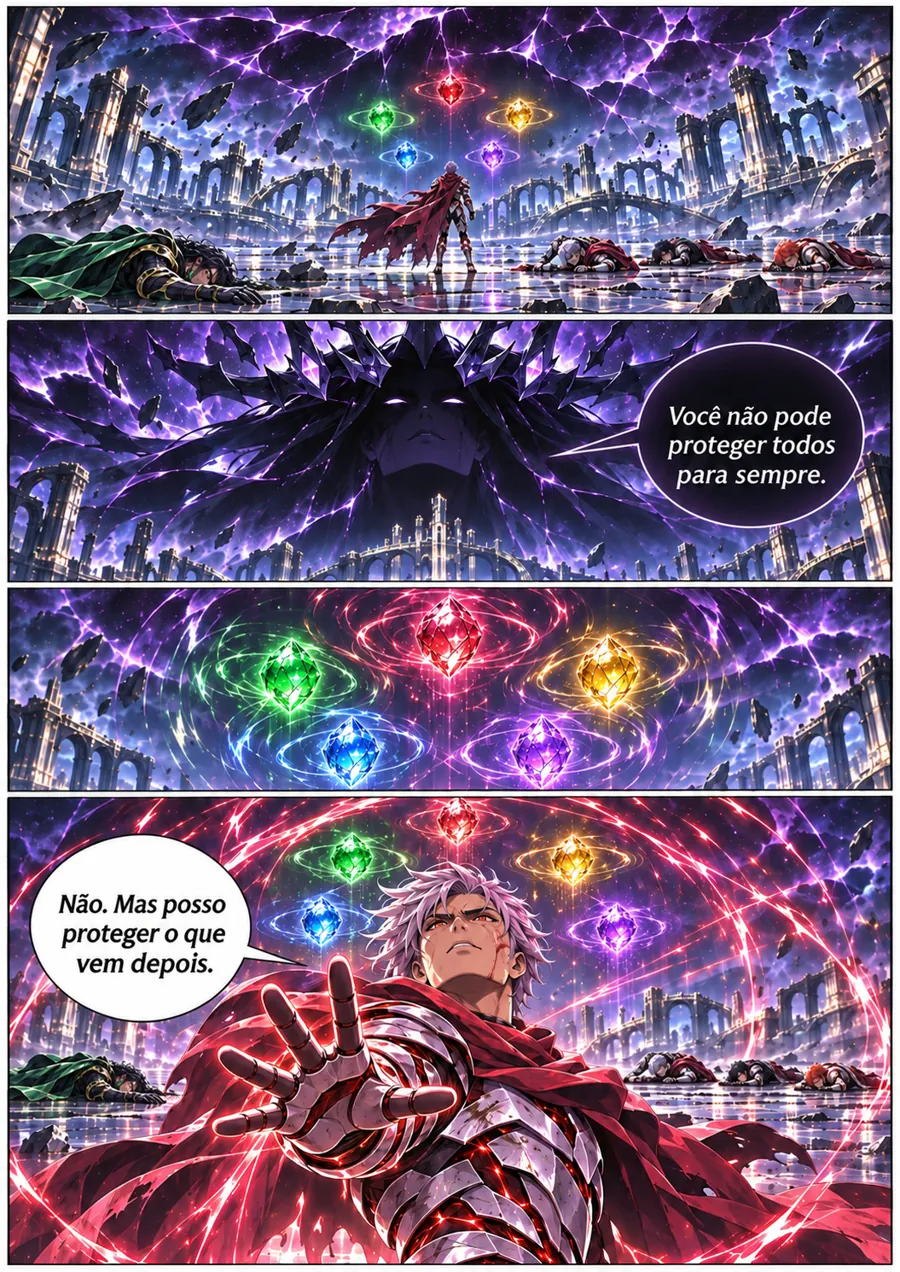 Você não pode
proteger todos
para sempre.
Não. Mas posso
proteger o que
vem depois.